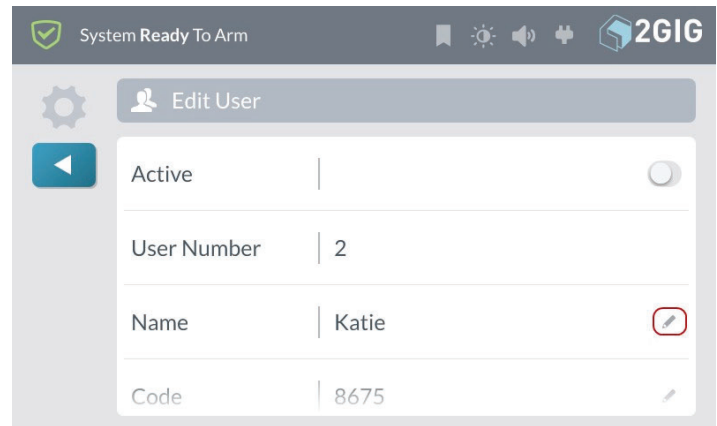 System Ready To Arm
2GIG
Edit User
Active
User Number 2
Name Katie
Code 8675